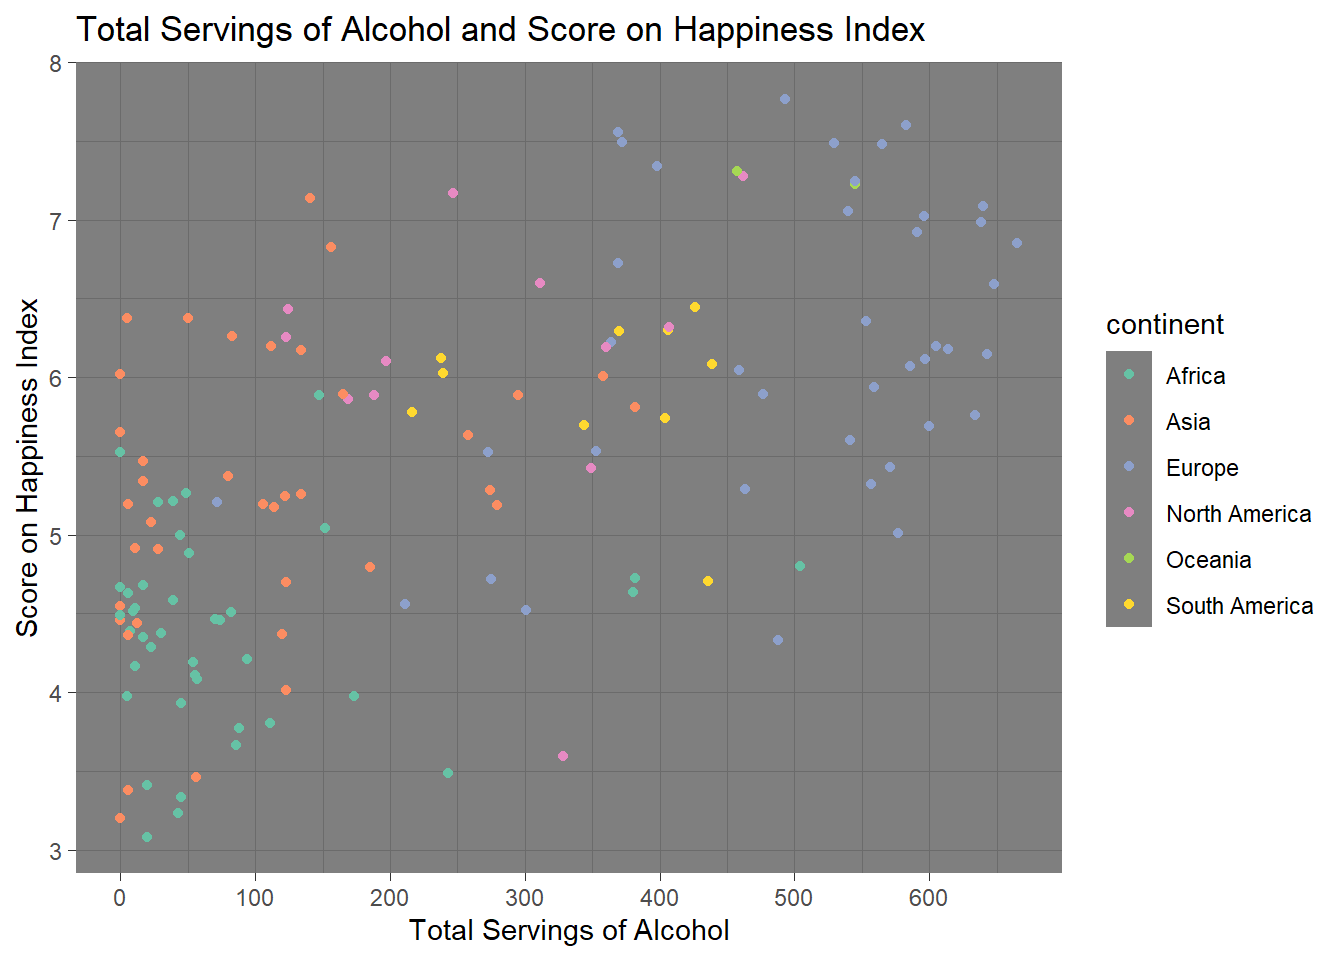 Total Servings of Alcohol and Score on Happiness Index
Score on Happiness Index
8
7
6
5
4
3
0 100 200 300 400 500 600
Total Servings of Alcohol
continent
Africa
Asia
Europe
North America
Oceania
South America